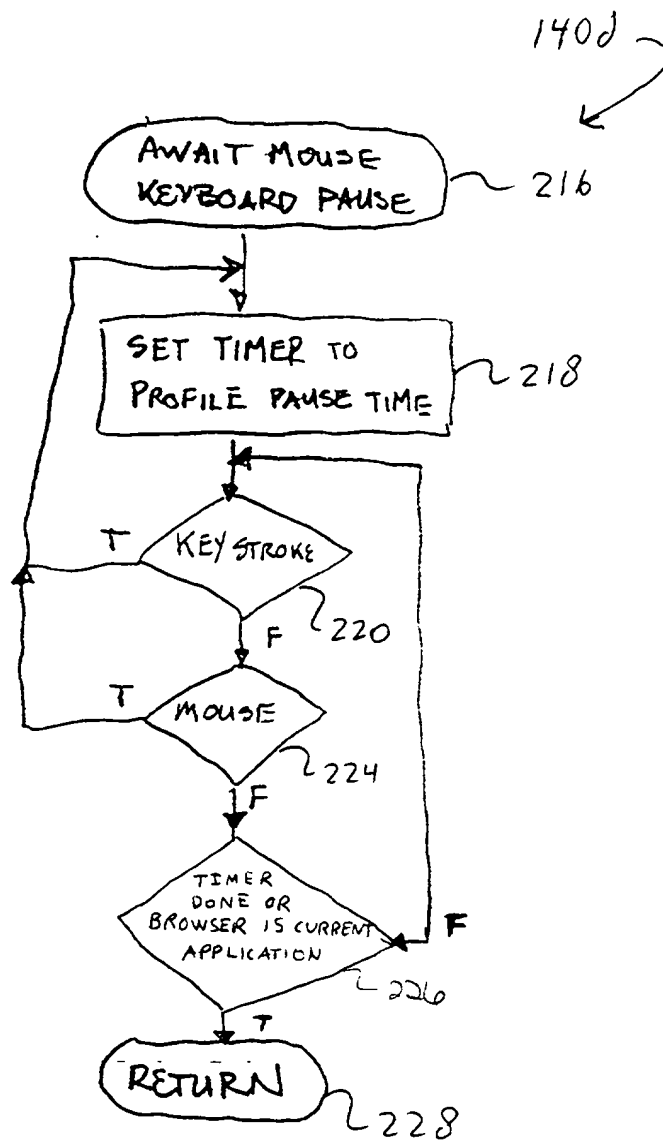 140d
AWAIT MOUSE
KEYBOARD PAUSE
216
SET TIMER TO
PROFILE PAUSE TIME
218
T
KEY STROKE
220
F
T
MOUSE
224
F
TIMER
DONE OR
BROWSER IS CURRENT
APPLICATION
F
226
T
RETURN
228